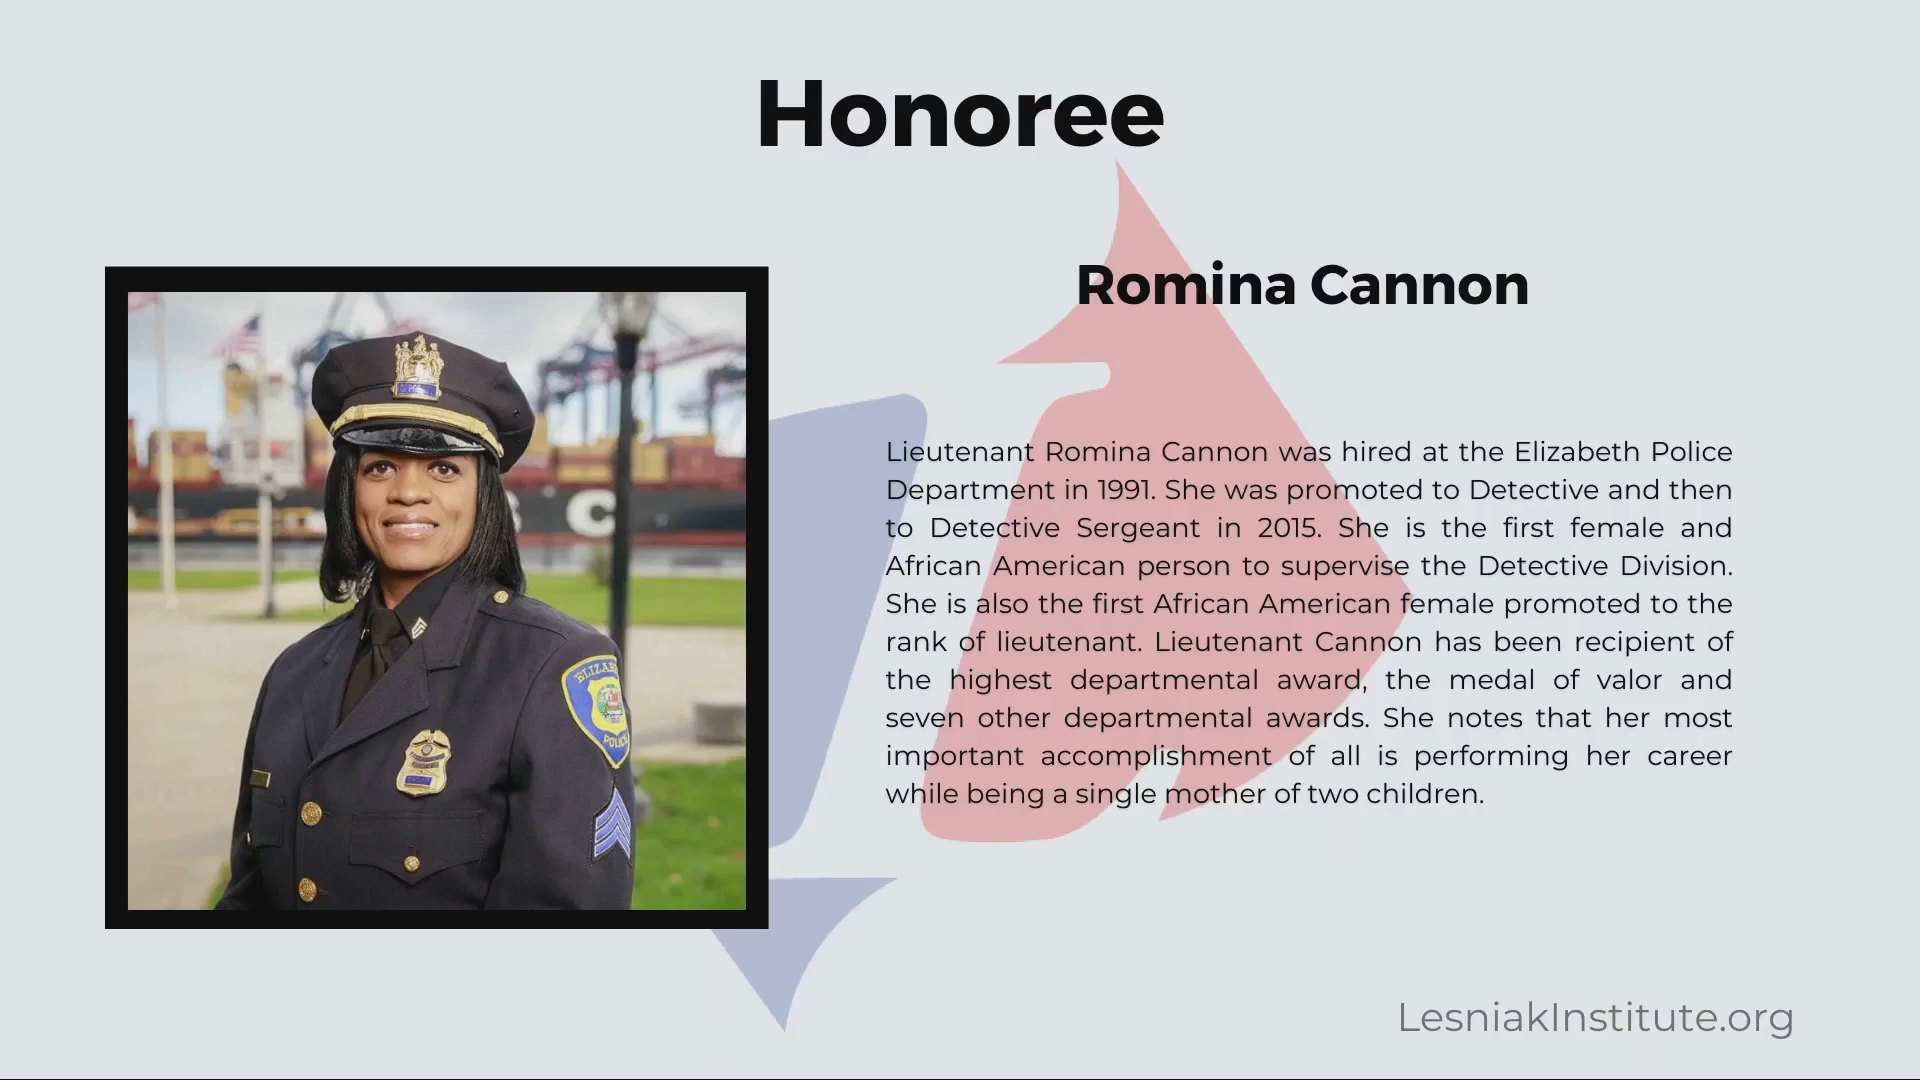 Honoree
Romina Cannon
Lieutenant Romina Cannon was hired at the Elizabeth Police
Department in 1991. She was promoted to Detective and then
to Detective Sergeant in 2015. She is the first female and
African American person to supervise the Detective Division.
She is also the first African American female promoted to the
rank of lieutenant. Lieutenant Cannon has been recipient of
the highest departmental award, the medal of valor and
seven other departmental awards. She notes that her most
important accomplishment of all is performing her career
while being a single mother of two children.
POLICE
LesniakInstitute.org